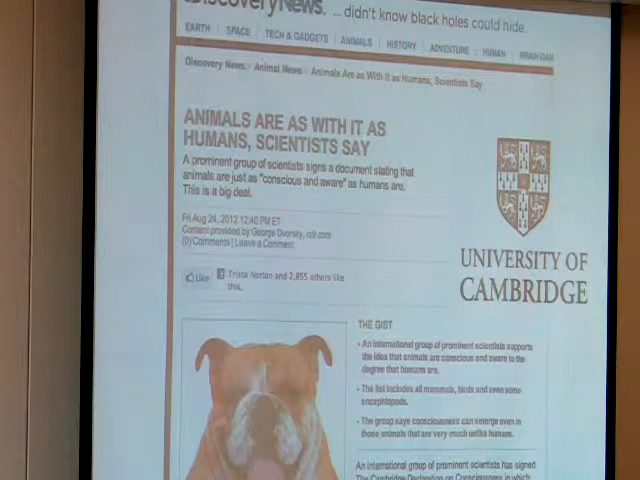 DiscoveryNews. ... didn't know black holes could hide.
EARTH SPACE TECH & GADGETS ANIMALS HISTORY ADVENTURE HUMAN
Discovery News > Animal News > Animals Are as With It as Humans, Scientists Say
ANIMALS ARE AS WITH IT AS
HUMANS, SCIENTISTS SAY
A prominent group of scientists signs a document stating that
animals are just as "conscious and aware" as humans are.
This is a big deal.
Fri Aug 24, 2012 12:40 PM ET
Content provided by George Dvorsky, io9.com
(0) Comments | Leave a Comment
Like Trista Norton and 2,855 others like
this.
UNIVERSITY OF
CAMBRIDGE
THE GIST
• An international group of prominent scientists supports
the idea that animals are conscious and aware to the
degree that humans are.
• The list includes all mammals, birds and even some
encephlopods.
• The group says consciousness can emerge even in
those animals that are very much unlike humans.
An international group of prominent scientists has signed
The Cambridge Declaration on Consciousness in which